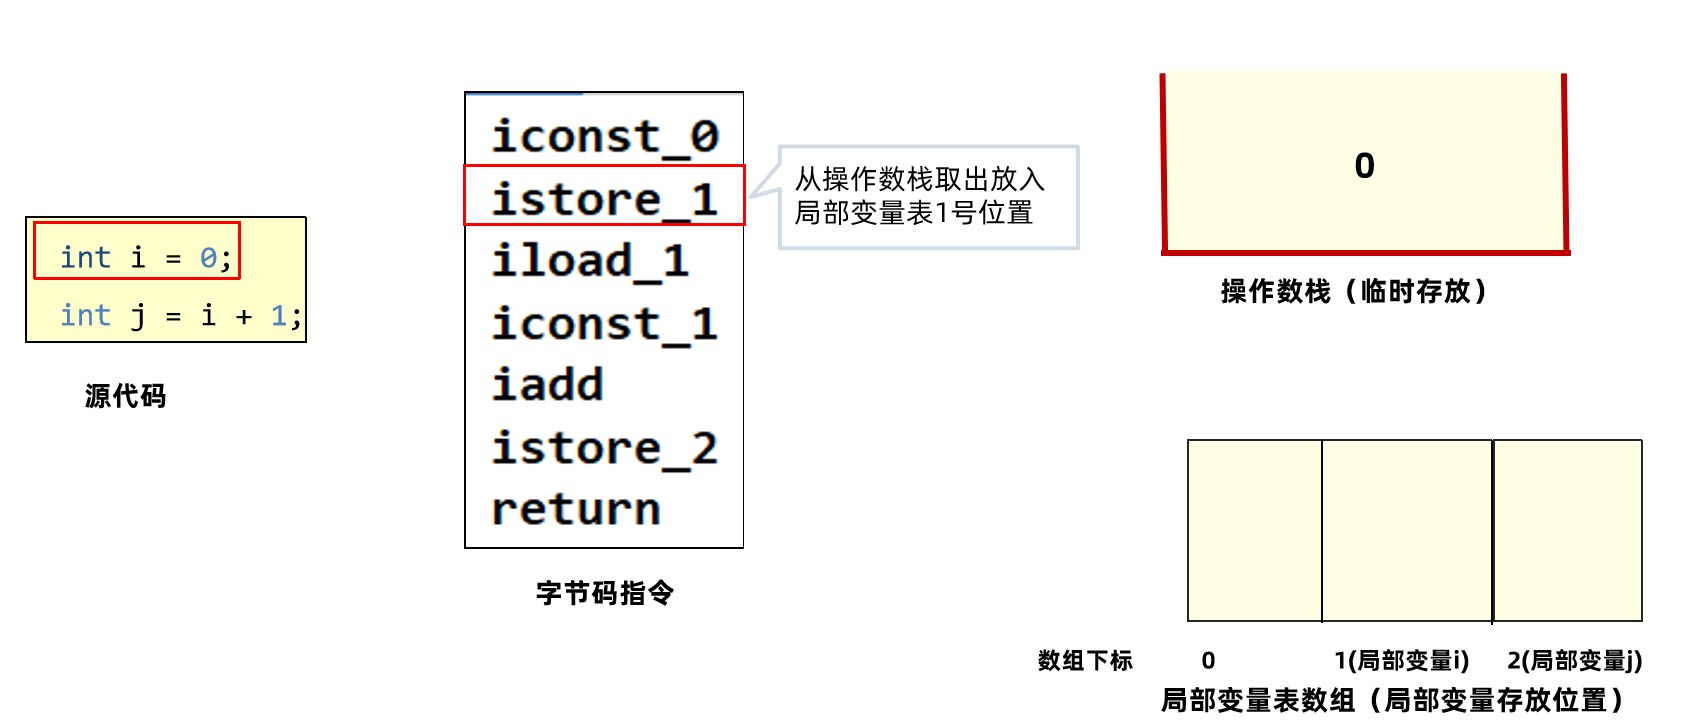 int i = 0;
int j = i + 1;
源代码
iconst_0
istore_1
iload_1
iconst_1
iadd
istore_2
return
字节码指令
从操作数栈取出放入
局部变量表1号位置
0
操作数栈（临时存放）
数组下标 0 1(局部变量i) 2(局部变量j)
局部变量表数组（局部变量存放位置）